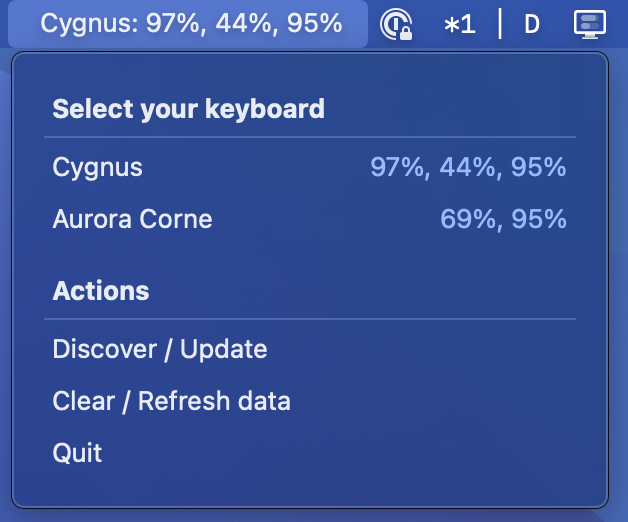 Cygnus: 97%, 44%, 95% *1 | D
Select your keyboard
Cygnus 97%, 44%, 95%
Aurora Corne 69%, 95%
Actions
Discover / Update
Clear / Refresh data
Quit